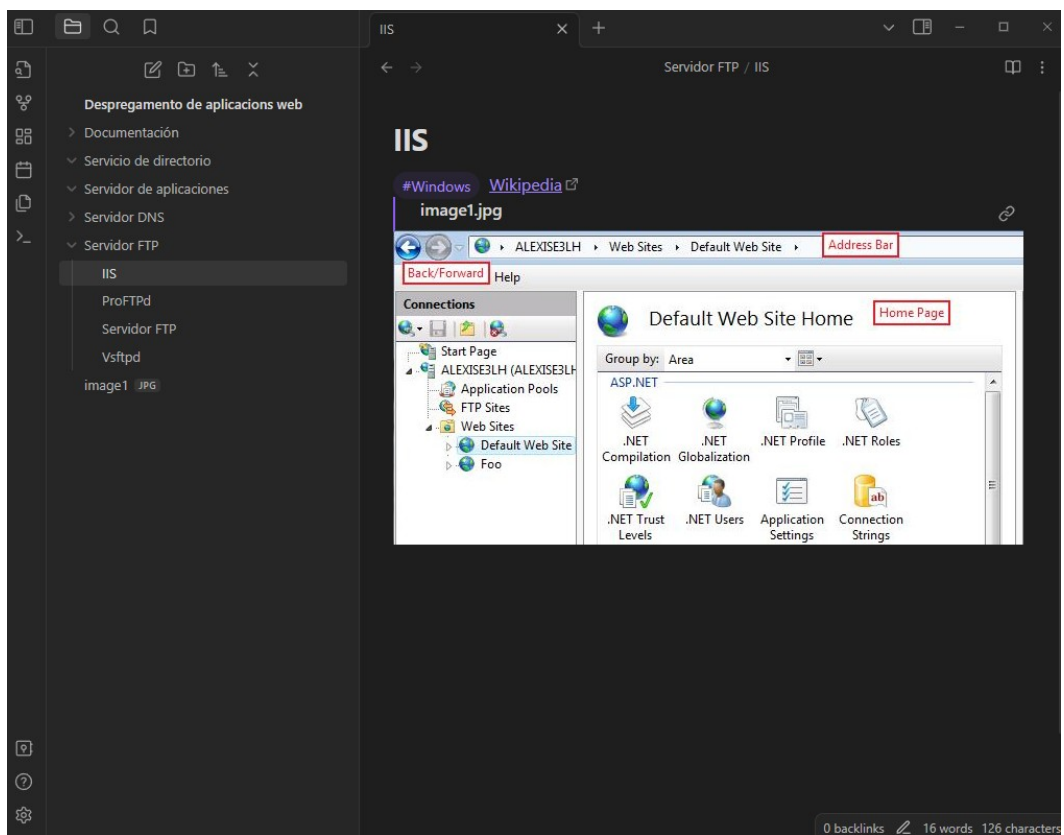 IIS
Servidor FTP / IIS
Despregamento de aplicacions web
Documentación
Servicio de directorio
Servidor de aplicaciones
Servidor DNS
Servidor FTP
IIS
ProFTPd
Servidor FTP
Vsftpd
image1 JPG
IIS
#Windows Wikipedia
image1.jpg
ALEXISE3LH Web Sites Default Web Site Address Bar
Back/Forward Help
Connections
Start Page
ALEXISE3LH (ALEXISE3LH
Application Pools
FTP Sites
Web Sites
Default Web Site
Foo
Default Web Site Home Home Page
Group by: Area
ASP.NET
.NET Compilation
.NET Globalization
.NET Profile
.NET Roles
.NET Trust Levels
.NET Users
Application Settings
ab
Connection Strings
0 backlinks 16 words 126 characters